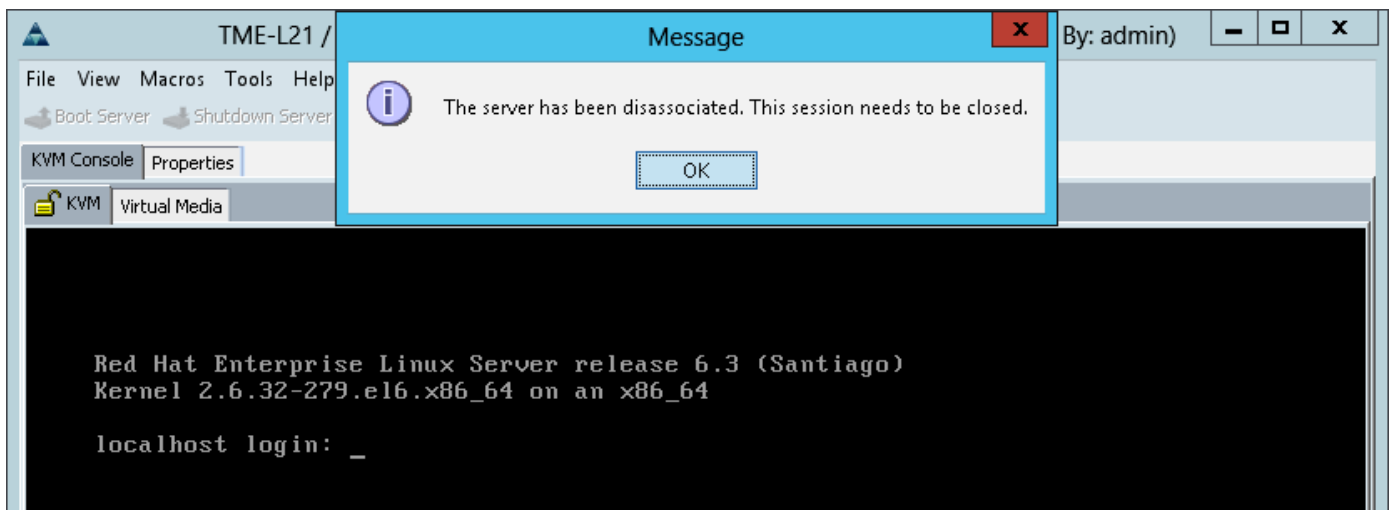 TME-L21 /
Message
x
By: admin)
x
File View Macros Tools Help
Boot Server Shutdown Server
The server has been disassociated. This session needs to be closed.
OK
KVM Console Properties
KVM Virtual Media
Red Hat Enterprise Linux Server release 6.3 (Santiago)
Kernel 2.6.32-279.el6.x86_64 on an x86_64
localhost login: _